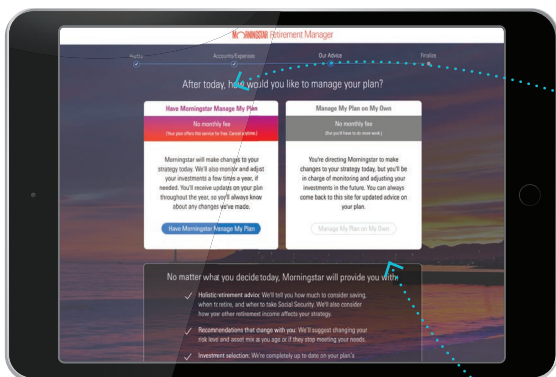 MORNINGSTAR Retirement Manager
Accounts/Expenses Our Advice Finalize
After today, how would you like to manage your plan?
Have Morningstar Manage My Plan
No monthly fee
(Your plan offers this service for free. Cancel anytime.)
Morningstar will make changes to your
strategy today. We'll also monitor and adjust
your investments a few times a year, if
needed. You'll receive updates on your plan
throughout the year, so you'll always know
about any changes we've made.
Have Morningstar Manage My Plan
Manage My Plan on My Own
No monthly fee
(But you'll have to do more work.)
You're directing Morningstar to make
changes to your strategy today, but you'll be
in charge of monitoring and adjusting your
investments in the future. You can always
come back to this site for updated advice on
your plan.
Manage My Plan on My Own
No matter what you decide today, Morningstar will provide you with:
Holistic retirement advice: We'll tell you how much to consider saving,
when to retire, and when to take Social Security. We'll also consider
how your other retirement income affects your strategy.
Recommendations that change with you: We'll suggest changing your
risk level and asset mix as you age or if they stop meeting your needs.
Investment selection: We're completely up to date on your plan's